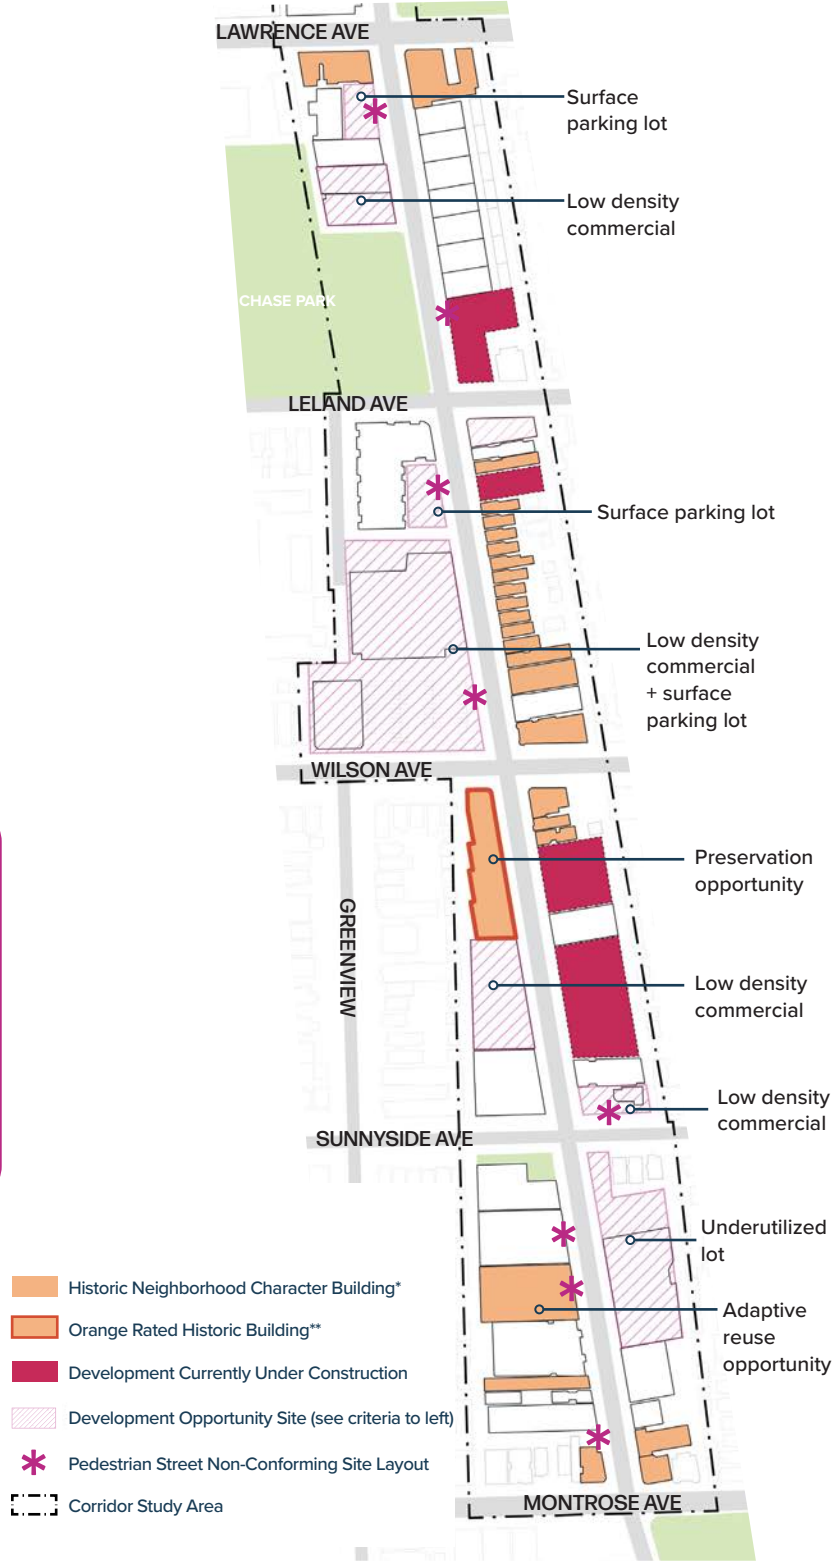 LAWRENCE AVE
Surface
parking lot
Low density
commercial
CHASE PARK
LELAND AVE
Surface parking lot
Low density
commercial
+ surface
parking lot
WILSON AVE
Preservation
opportunity
GREENVIEW
Low density
commercial
Low density
commercial
SUNNYSIDE AVE
Underutilized
lot
Adaptive
reuse
opportunity
Historic Neighborhood Character Building*
Orange Rated Historic Building**
Development Currently Under Construction
Development Opportunity Site (see criteria to left)
Pedestrian Street Non-Conforming Site Layout
Corridor Study Area
MONTROSE AVE